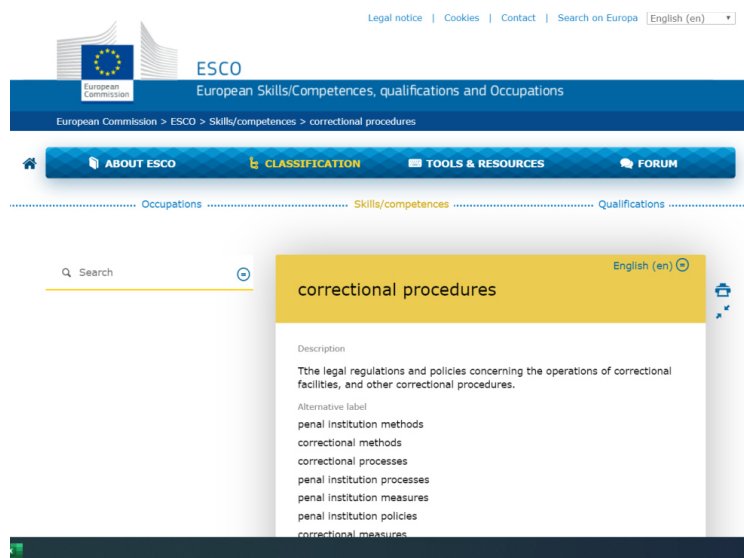 Legal notice | Cookies | Contact | Search on Europa English (en)
European
Commission
ESCO
European Skills/Competences, qualifications and Occupations
European Commission > ESCO > Skills/competences > correctional procedures
ABOUT ESCO CLASSIFICATION TOOLS & RESOURCES FORUM
Occupations Skills/competences Qualifications
Search
English (en)
correctional procedures
Description
Tthe legal regulations and policies concerning the operations of correctional
facilities, and other correctional procedures.
Alternative label
penal institution methods
correctional methods
correctional processes
penal institution processes
penal institution measures
penal institution policies
correctional measures